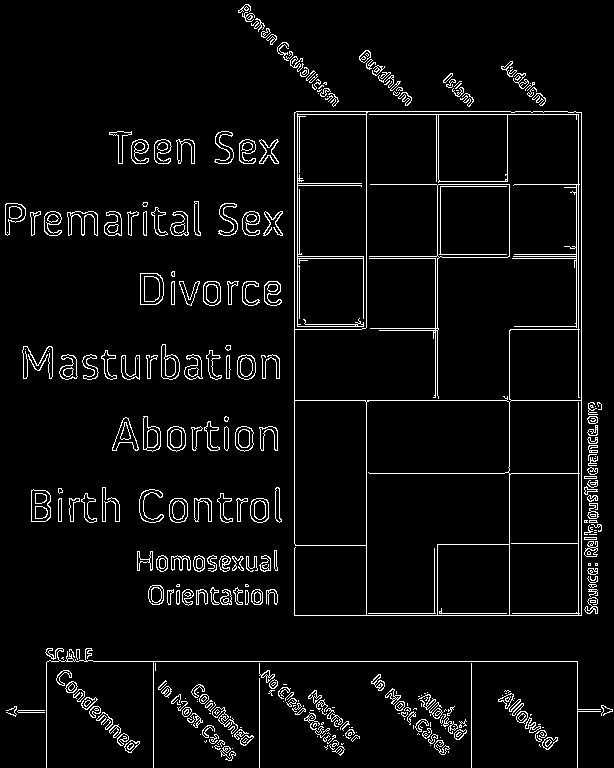 Roman Catholicism
Buddhism
Islam
Judaism
Teen Sex
Premarital Sex
Divorce
Masturbation
Abortion
Birth Control
Homosexual
Orientation
Source: ReligiousTolerance.org
SCALE
Condemned
Condemned
In Most Cases
Neutral or
No Clear Position
Allowed
In Most Cases
Allowed